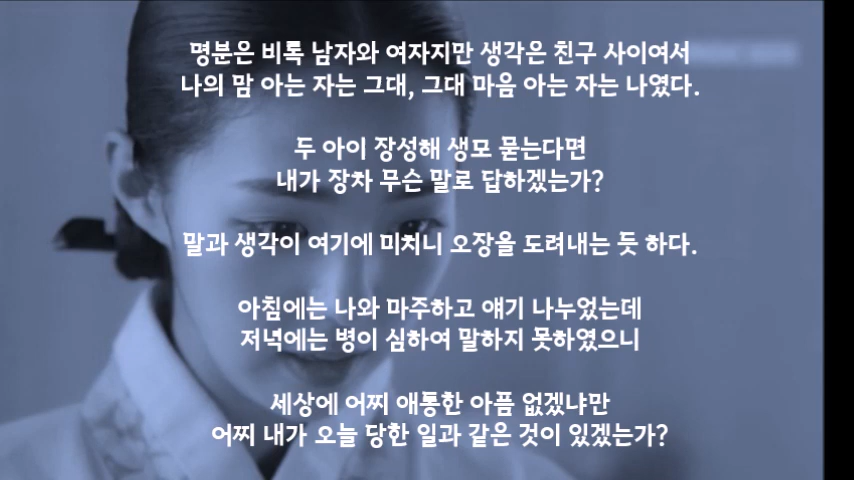 명분은 비록 남자와 여자지만 생각은 친구 사이여서
나의 맘 아는 자는 그대, 그대 마음 아는 자는 나였다.
두 아이 장성해 생모 묻는다면
내가 장차 무슨 말로 답하겠는가?
말과 생각이 여기에 미치니 오장을 도려내는 듯 하다.
아침에는 나와 마주하고 얘기 나누었는데
저녁에는 병이 심하여 말하지 못하였으니
세상에 어찌 애통한 아픔 없겠냐만
어찌 내가 오늘 당한 일과 같은 것이 있겠는가?